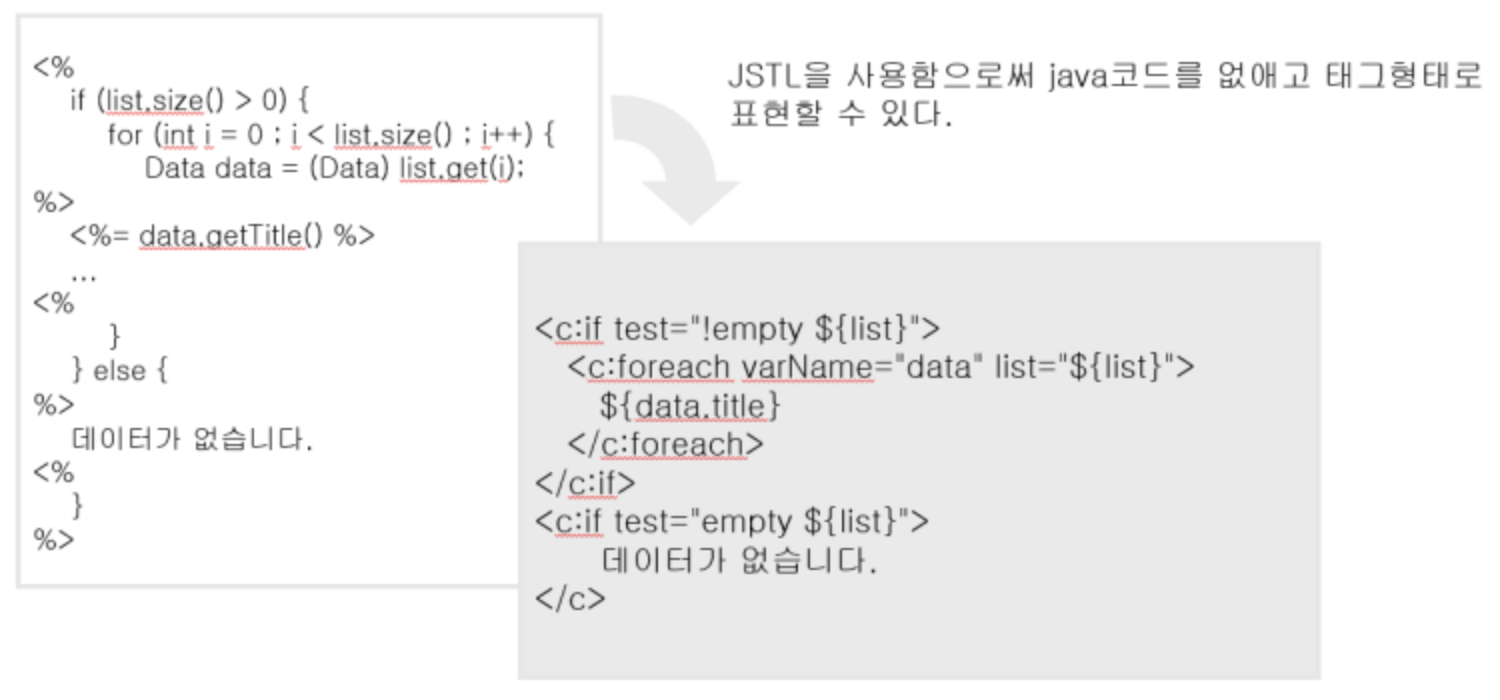 <%
if (list.size() > 0) {
for (int i = 0 ; i < list.size() ; i++) {
Data data = (Data) list.get(i);
%>
<%= data.getTitle() %>
...
<%
}
} else {
%>
데이터가 없습니다.
<%
}
%>
JSTL을 사용함으로써 java코드를 없애고 태그형태로
표현할 수 있다.
<c:if test="!empty ${list}">
<c:foreach varName="data" list="${list}">
${data.title}
</c:foreach>
</c:if>
<c:if test="empty ${list}">
데이터가 없습니다.
</c>